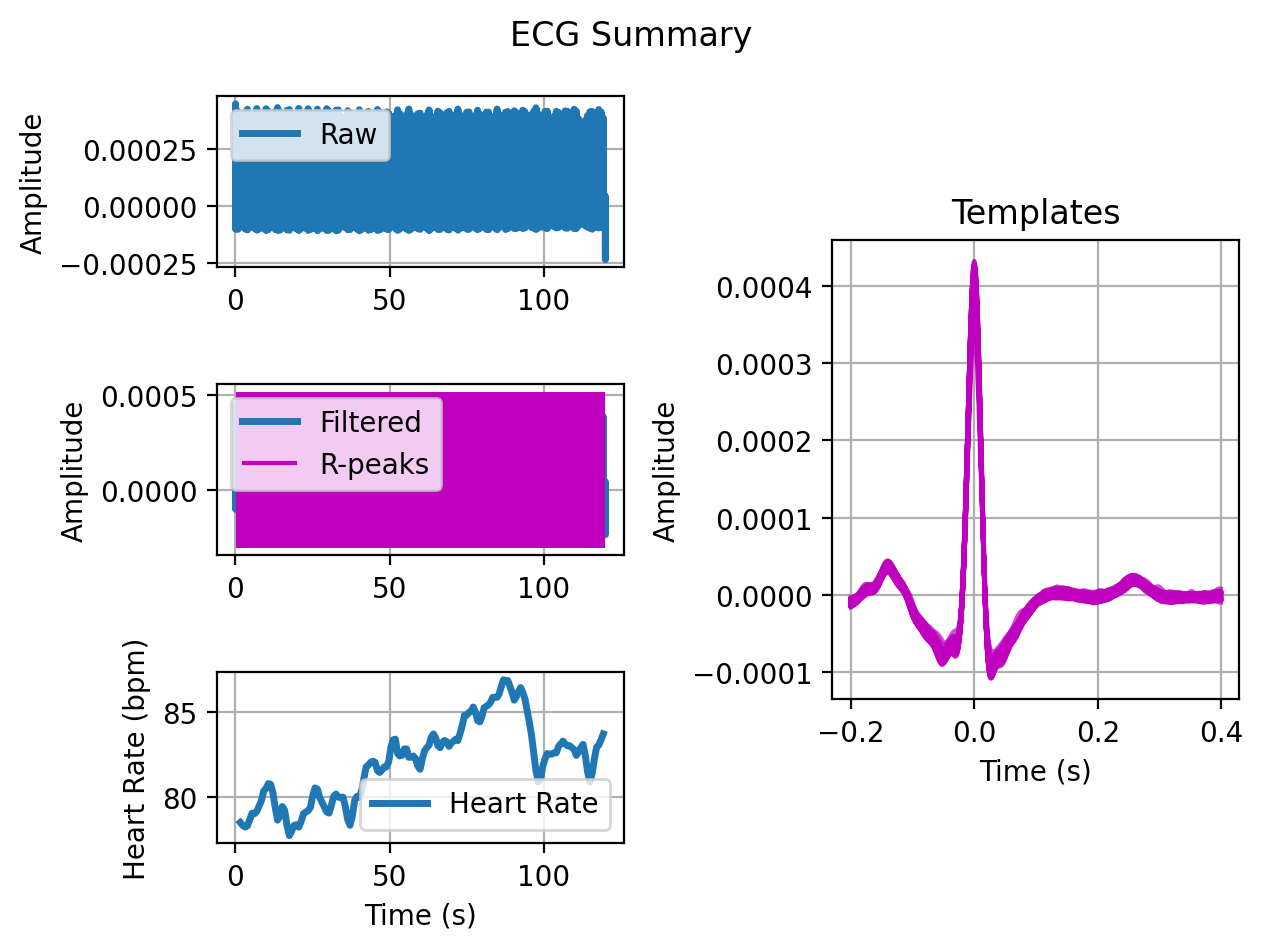 ECG Summary
Amplitude
0.00025
0.00000
−0.00025
Raw
0
50
100
Amplitude
0.0005
0.0000
Filtered
R-peaks
0
50
100
Heart Rate (bpm)
85
80
Heart Rate
0
50
100
Time (s)
Templates
Amplitude
0.0004
0.0003
0.0002
0.0001
0.0000
−0.0001
−0.2
0.0
0.2
0.4
Time (s)